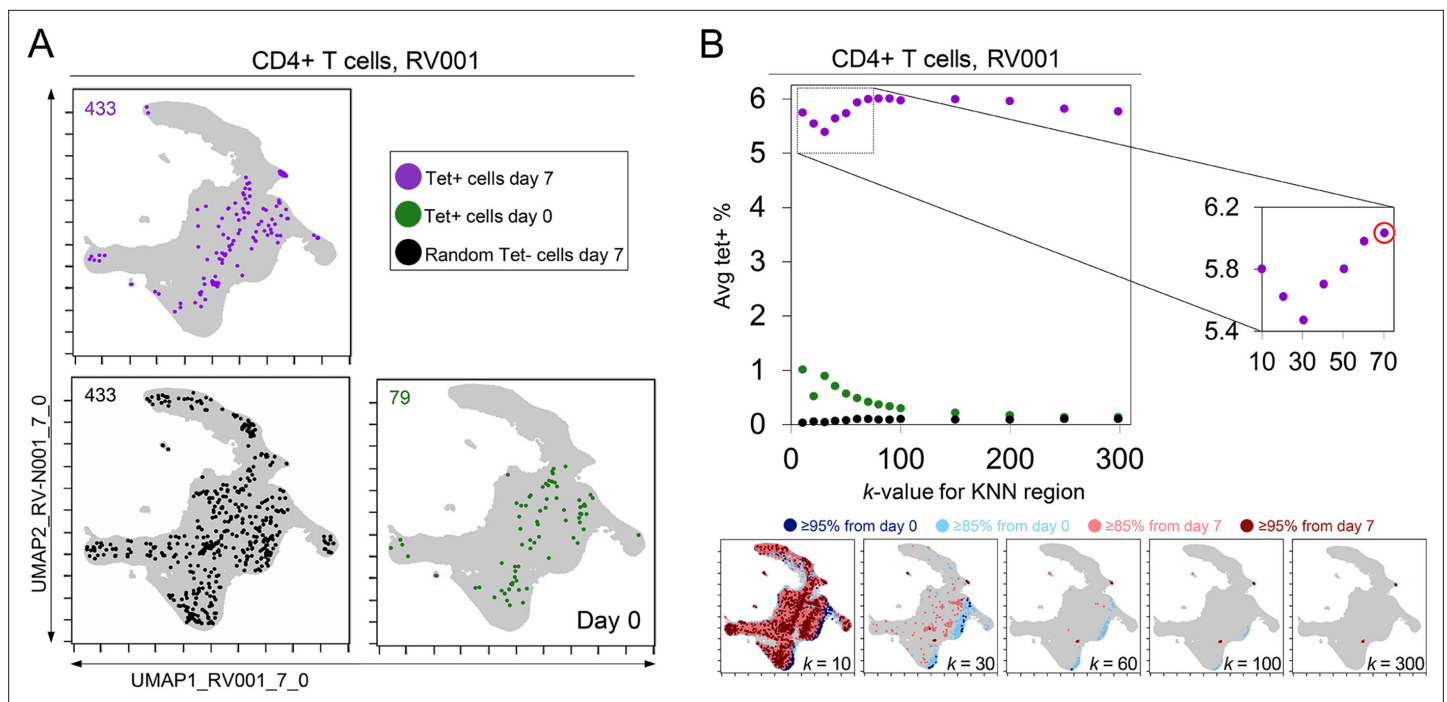 A
CD4+ T cells, RV001
433
Tet+ cells day 7
Tet+ cells day 0
Random Tet- cells day 7
433
79
Day 0
UMAP2_RV-N001_7_0
UMAP1_RV001_7_0
B
CD4+ T cells, RV001
6
5
4
3
2
1
0
Avg tet+ %
0 100 200 300
k-value for KNN region
6.2
5.8
5.4
10 30 50 70
≥95% from day 0 ≥85% from day 0 ≥85% from day 7 ≥95% from day 7
k = 10 k = 30 k = 60 k = 100 k = 300